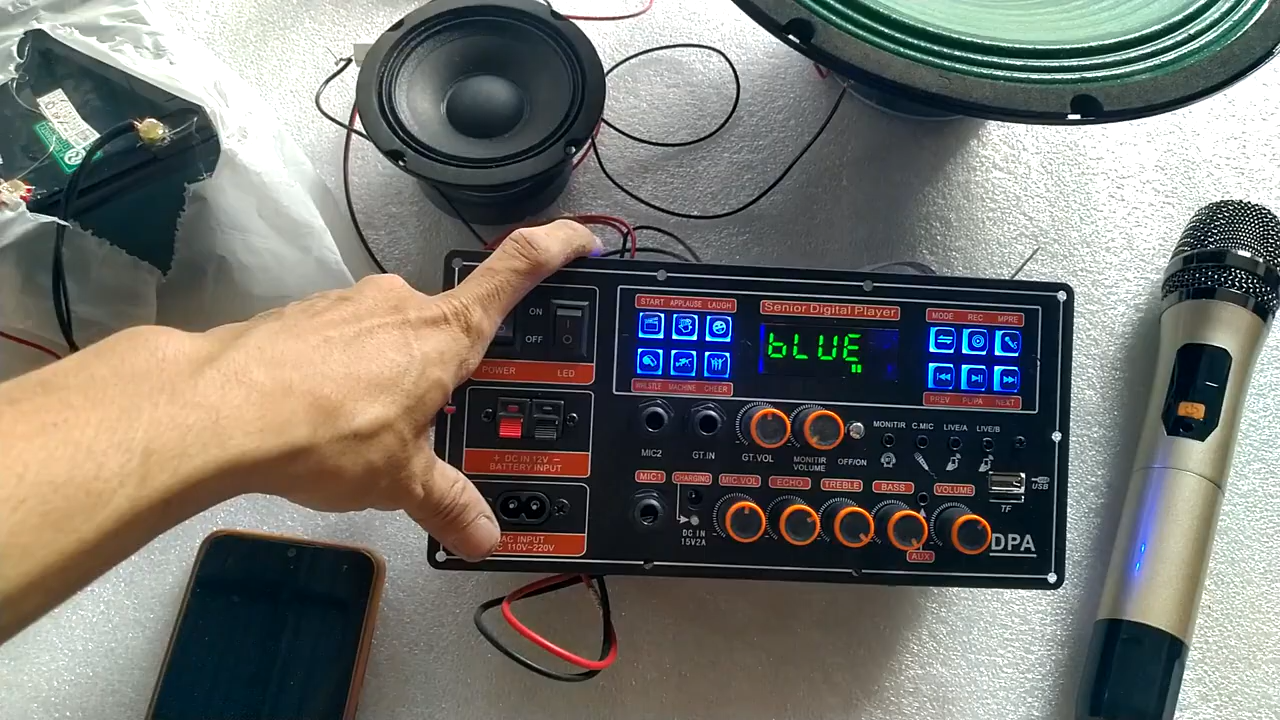 ON
OFF
POWER
LED
+ DC IN 12V −
BATTERY INPUT
AC INPUT
110V~220V
START APPLAUSE LAUGH
WHISTLE MACHINE CHEER
Senior Digital Player
bLUE
MODE REC MPRE
PREV PL/PA NEXT
MIC2
GT.IN
GT.VOL
MONITIR
VOLUME
OFF/ON
MONITIR
C.MIC
LIVE/A
LIVE/B
MIC1
CHARGING
DC IN
15V2A
MIC.VOL
ECHO
TREBLE
BASS
VOLUME
AUX
USB
TF
DPA